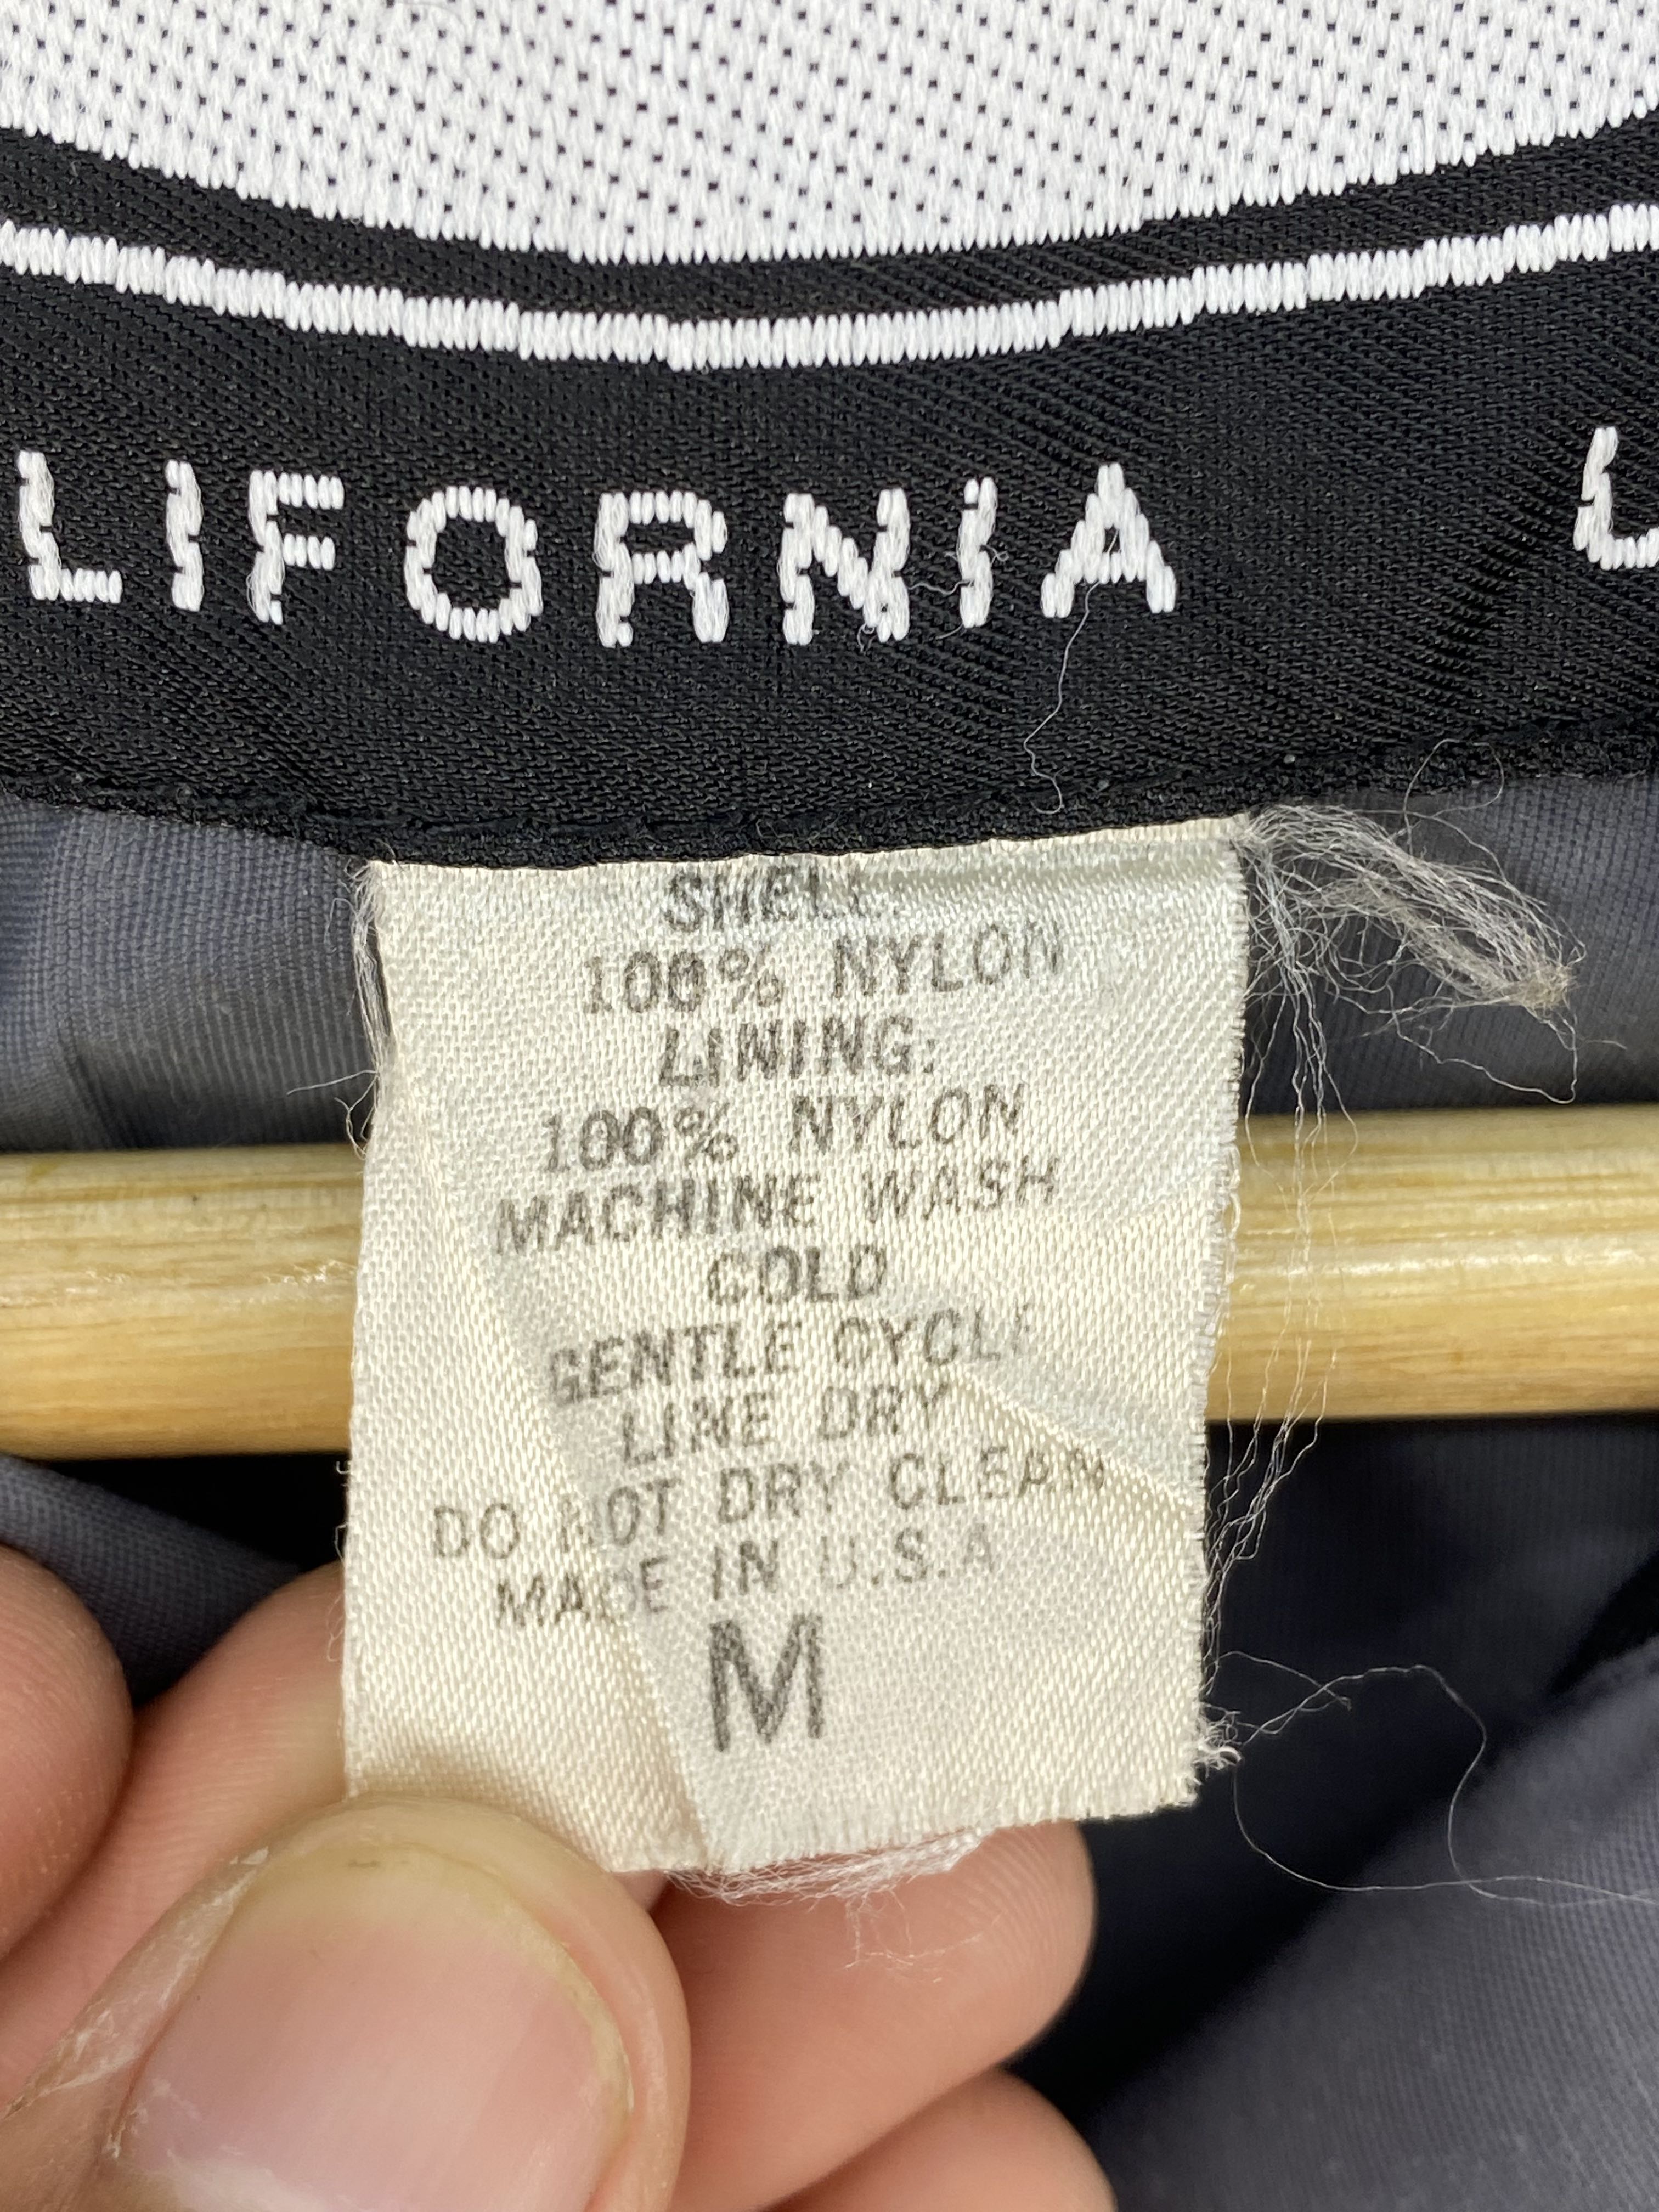 LIFORNIA
SHELL
100% NYLON
LINING:
100% NYLON
MACHINE WASH
COLD
GENTLE CYCLE
LINE DRY
DO NOT DRY CLEAN
MADE IN U.S.A
M